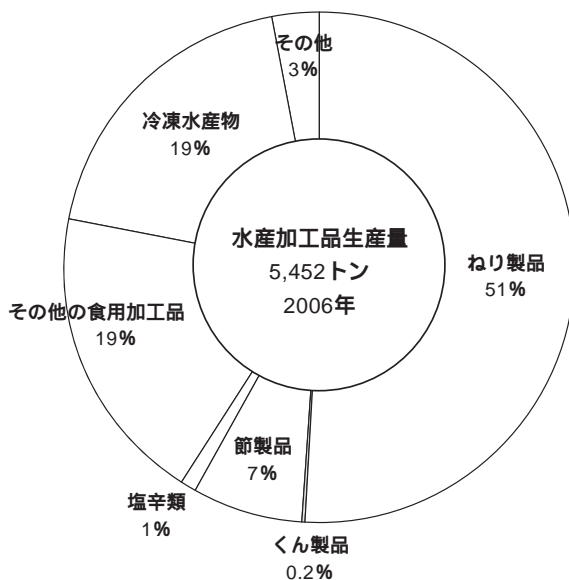 その他
3%
冷凍水産物
19%
水産加工品生産量
5,452トン
2006年
ねり製品
51%
その他の食用加工品
19%
節製品
7%
塩辛類
1%
くん製品
0.2%